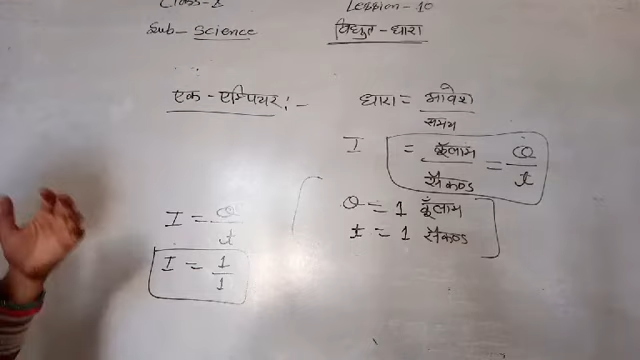 Class-8 Lession-10
Sub- Science विधुत-धारा
एक-एम्पियर:- धारा = आवेश / समय
I = कूॅलाम / सैकण्ड = Q / t
Q = 1 कूॅलाम
t = 1 सैकण्ड
I = Q / t
I = 1 / 1